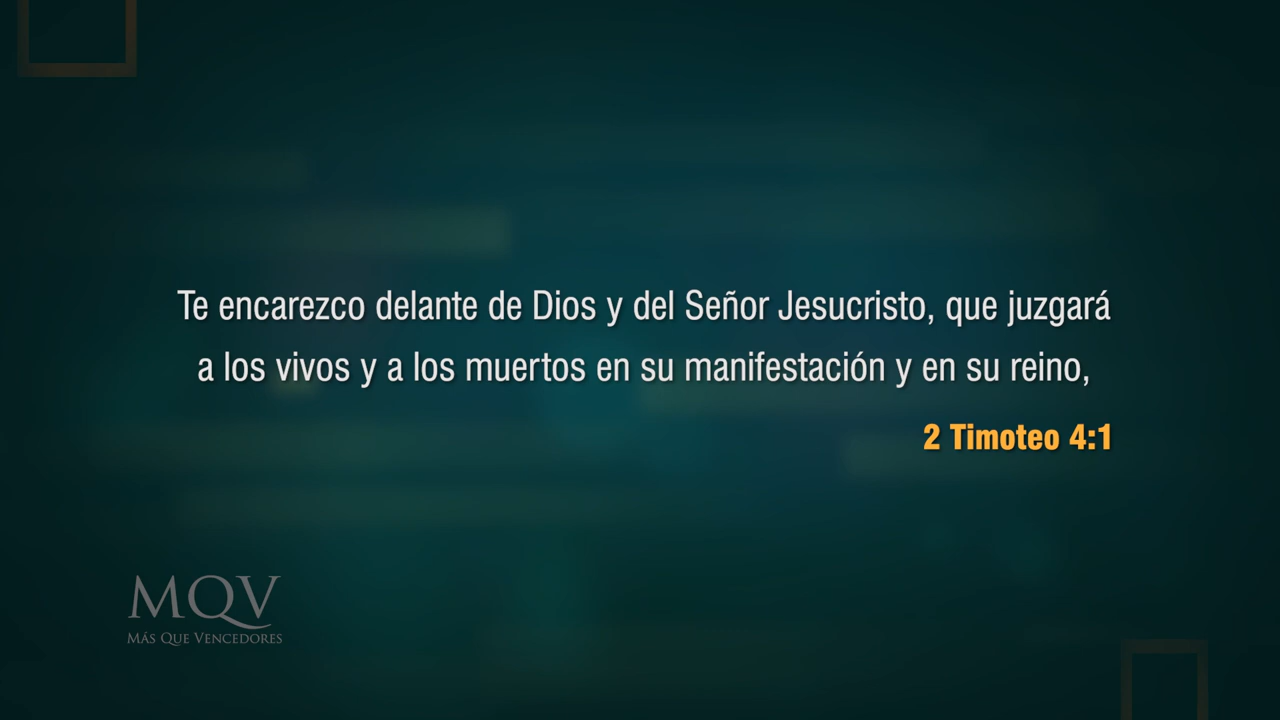 Te encarezco delante de Dios y del Señor Jesucristo, que juzgará
a los vivos y a los muertos en su manifestación y en su reino,
2 Timoteo 4:1
MQV
MÁS QUE VENCEDORES